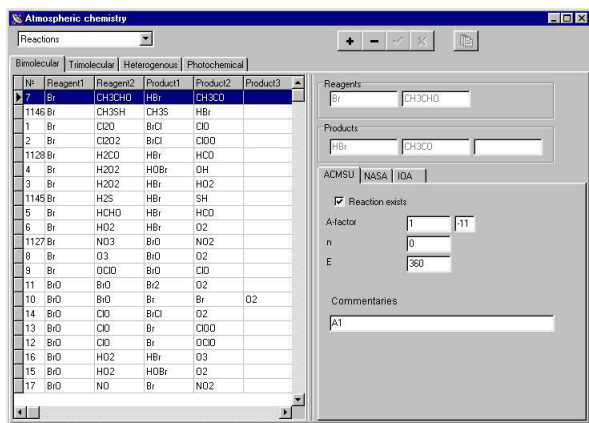 Atmospheric chemistry
Reactions
Bimolecular Trimolecular Heterogenous Photochemical
Nº Reagent1 Reagent2 Product1 Product2 Product3
7 Br CH3CHO HBr CH3CO
1146 Br CH3SH CH3S HBr
1 Br Cl2O BrCl ClO
2 Br Cl2O2 BrCl ClOO
1128 Br H2CO HBr HCO
4 Br H2O2 HOBr OH
3 Br H2O2 HBr HO2
1145 Br H2S HBr SH
5 Br HCHO HBr HCO
6 Br HO2 HBr O2
1127 Br NO3 BrO NO2
8 Br O3 BrO O2
9 Br OClO BrO ClO
11 BrO BrO Br2 O2
10 BrO BrO Br Br O2
14 BrO ClO BrCl O2
13 BrO ClO Br ClOO
12 BrO ClO Br OClO
16 BrO HO2 HBr O3
15 BrO HO2 HOBr O2
17 BrO NO Br NO2
Reagents
Br CH3CHO
Products
HBr CH3CO
ACMSU NASA IOA
Reaction exists
A-factor 1 -11
n 0
E 360
Commentaries
A1